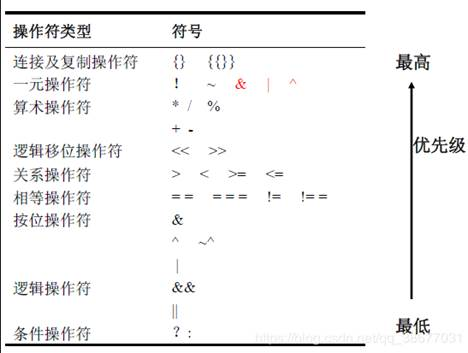 操作符类型 符号
连接及复制操作符 {} {{}} 最高
一元操作符 ! ~ & | ^
算术操作符 * / %
+ -
优先级
逻辑移位操作符 << >>
关系操作符 > < >= <=
相等操作符 = = = = = != != =
按位操作符 &
^ ~^
|
逻辑操作符 &&
||
最低
条件操作符 ? :
https://blog.csdn.net/qq_38677031